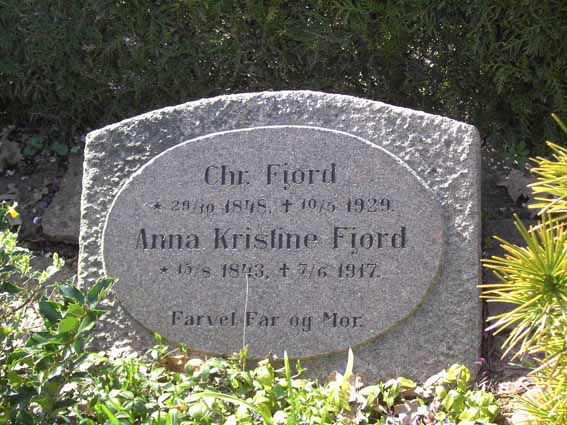 Chr. Fjord
* 29/10 1848. † 10/5 1929.
Anna Kristine Fjord
* 15/8 1843. † 7/6 1917.
Farvel Far og Mor.